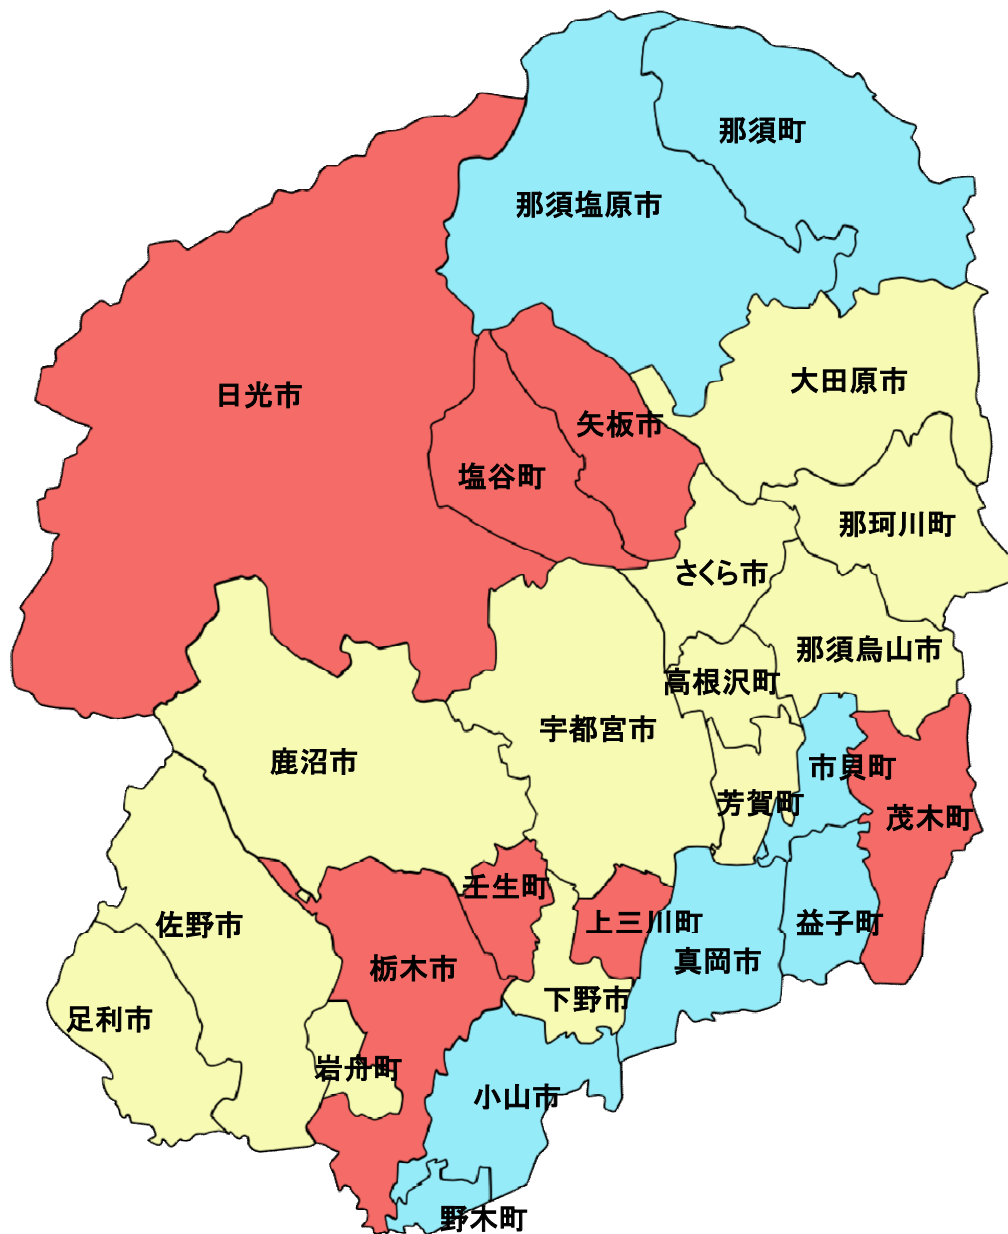 那須町
那須塩原市
大田原市
日光市
矢板市
塩谷町
那珂川町
さくら市
那須烏山市
高根沢町
宇都宮市
鹿沼市
市貝町
芳賀町
茂木町
壬生町
佐野市
上三川町
益子町
栃木市
真岡市
下野市
足利市
岩舟町
小山市
野木町